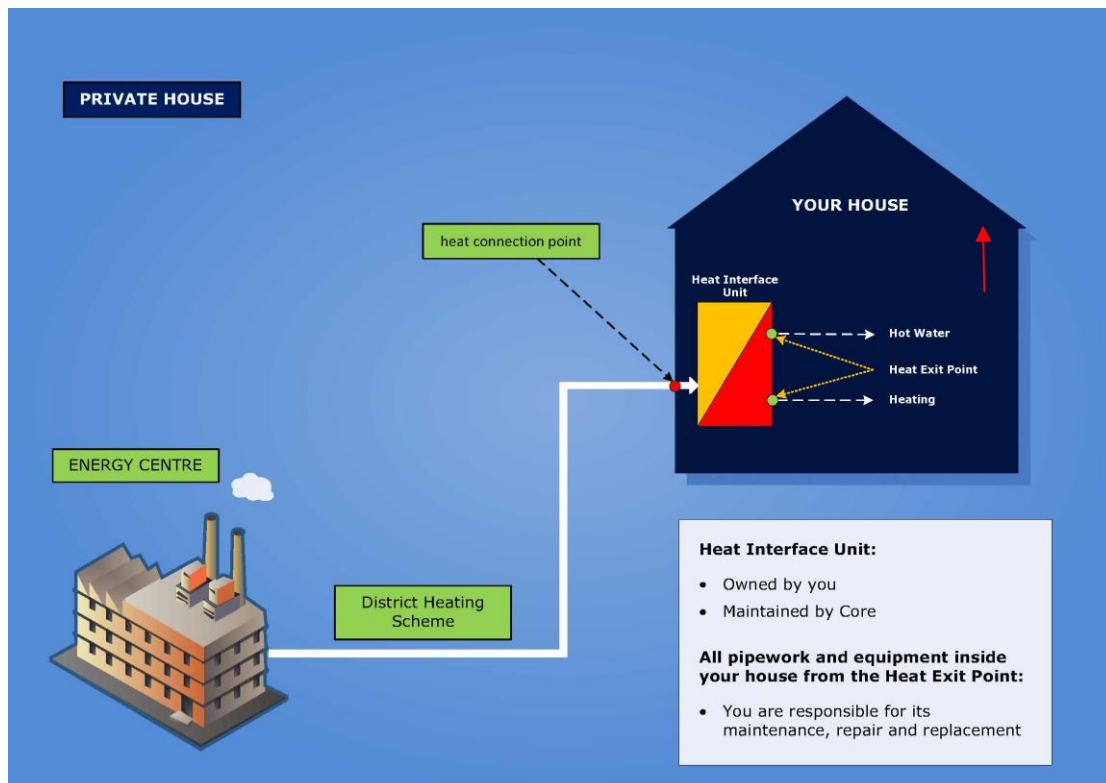 PRIVATE HOUSE
YOUR HOUSE
heat connection point
Heat Interface
Unit
Hot Water
Heat Exit Point
Heating
ENERGY CENTRE
District Heating
Scheme
Heat Interface Unit:
• Owned by you
• Maintained by Core
All pipework and equipment inside
your house from the Heat Exit Point:
• You are responsible for its
maintenance, repair and replacement